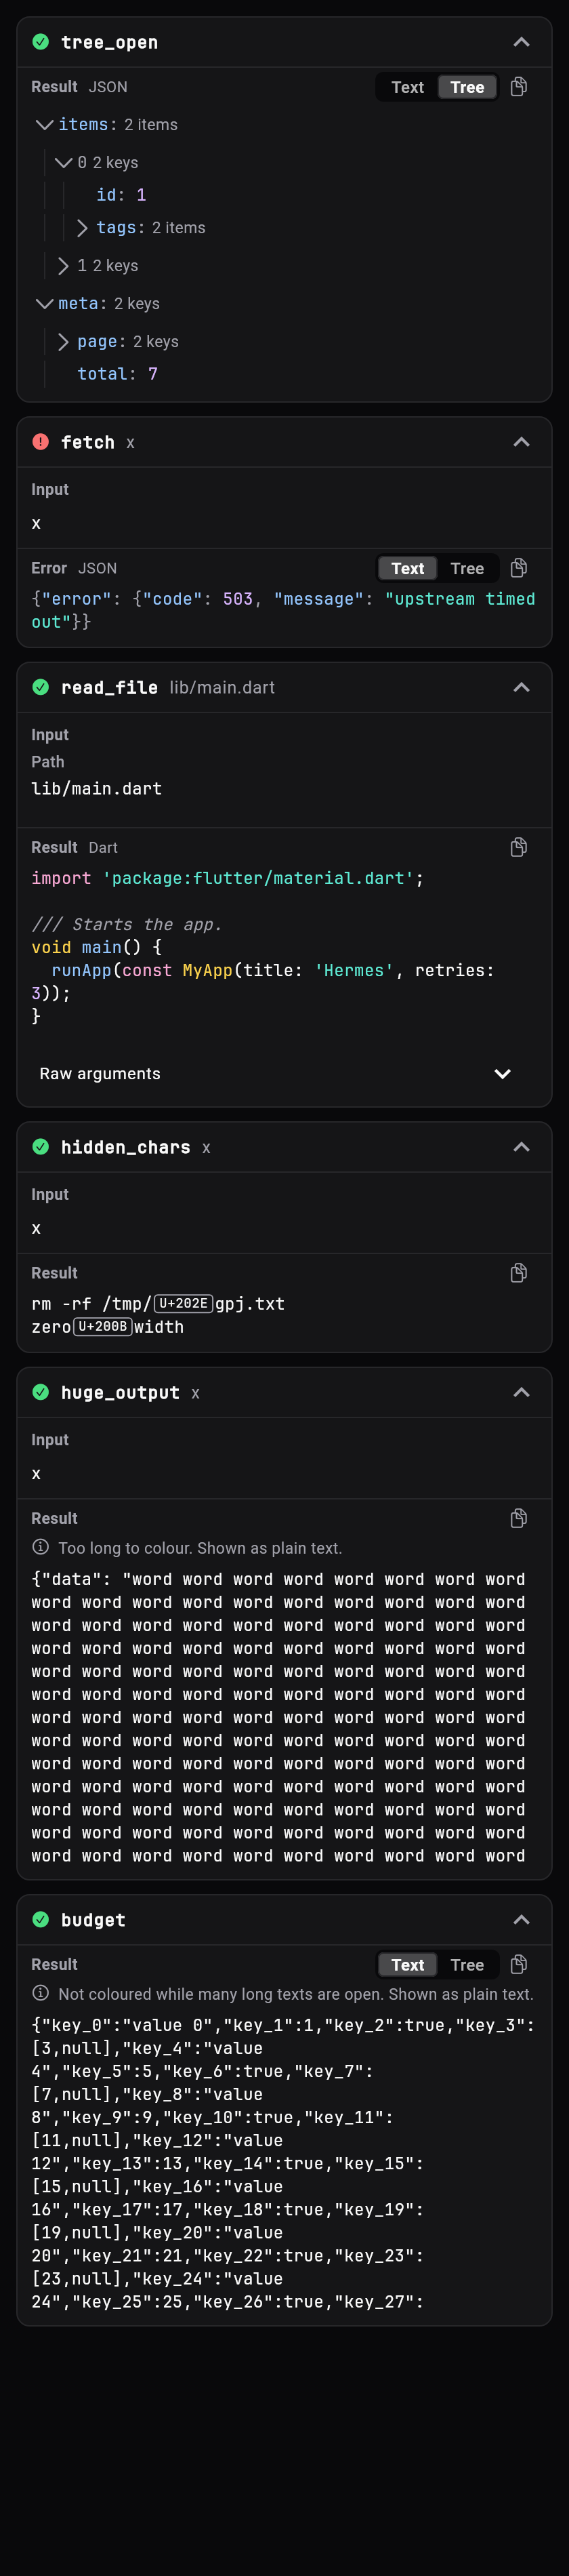 tree_open
Result JSON Text Tree
items: 2 items
0 2 keys
id: 1
tags: 2 items
1 2 keys
meta: 2 keys
page: 2 keys
total: 7
fetch x
Input
x
Error JSON Text Tree
{"error": {"code": 503, "message": "upstream timed
out"}}
read_file lib/main.dart
Input
Path
lib/main.dart
Result Dart
import 'package:flutter/material.dart';
/// Starts the app.
void main() {
  runApp(const MyApp(title: 'Hermes', retries:
3));
}
Raw arguments
hidden_chars x
Input
x
Result
rm -rf /tmp/U+202Egpj.txt
zeroU+200Bwidth
huge_output x
Input
x
Result
Too long to colour. Shown as plain text.
{"data": "word word word word word word word word
word word word word word word word word word word
word word word word word word word word word word
word word word word word word word word word word
word word word word word word word word word word
word word word word word word word word word word
word word word word word word word word word word
word word word word word word word word word word
word word word word word word word word word word
word word word word word word word word word word
word word word word word word word word word word
word word word word word word word word word word
word word word word word word word word word word
budget
Result Text Tree
Not coloured while many long texts are open. Shown as plain text.
{"key_0":"value 0","key_1":1,"key_2":true,"key_3":
[3,null],"key_4":"value
4","key_5":5,"key_6":true,"key_7":
[7,null],"key_8":"value
8","key_9":9,"key_10":true,"key_11":
[11,null],"key_12":"value
12","key_13":13,"key_14":true,"key_15":
[15,null],"key_16":"value
16","key_17":17,"key_18":true,"key_19":
[19,null],"key_20":"value
20","key_21":21,"key_22":true,"key_23":
[23,null],"key_24":"value
24","key_25":25,"key_26":true,"key_27":